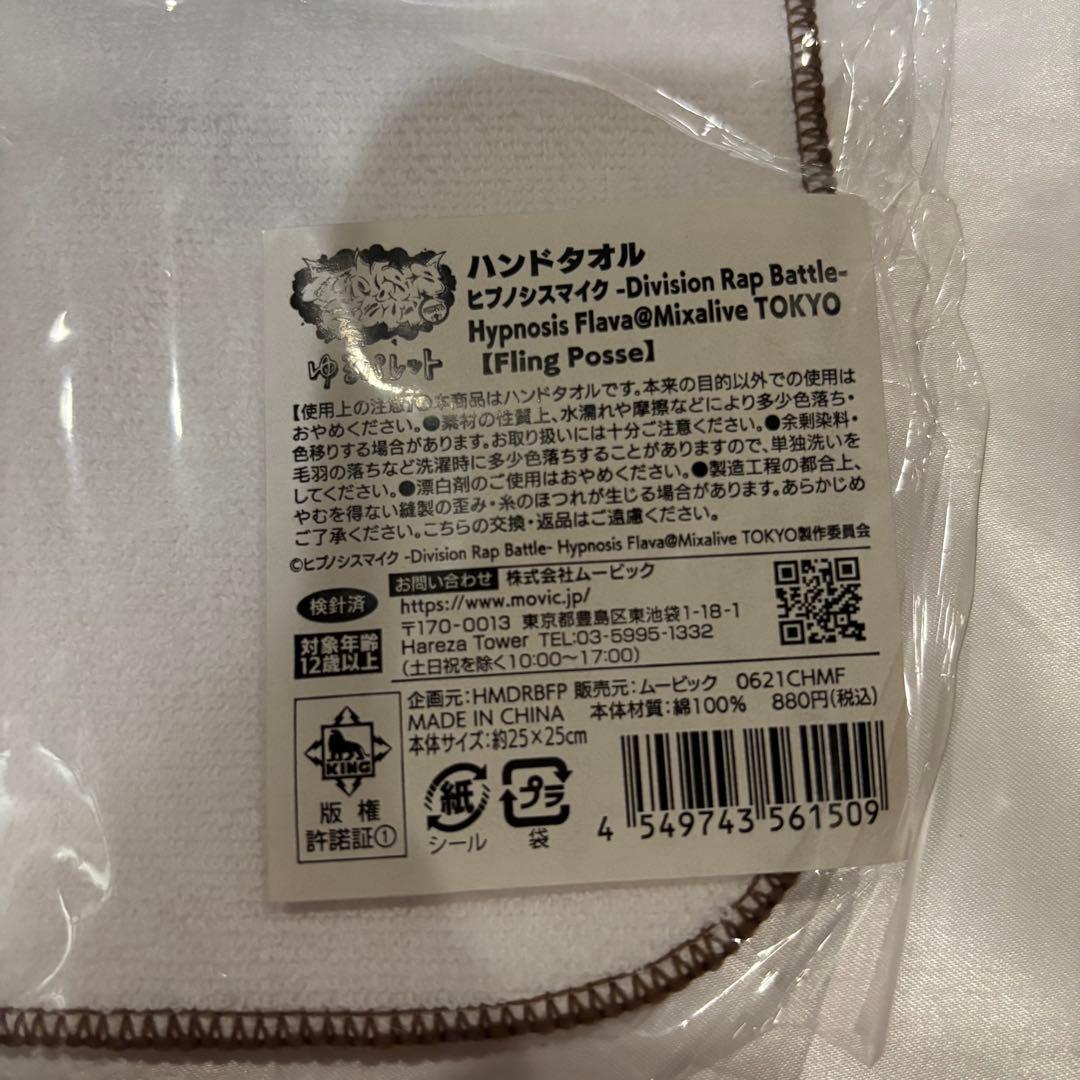 ハンドタオル
ヒプノシスマイク -Division Rap Battle-
Hypnosis Flava@Mixalive TOKYO
【Fling Posse】
ゆるパレット
【使用上の注意】●本商品はハンドタオルです。本来の目的以外での使用は
おやめください。●素材の性質上、水濡れや摩擦などにより多少色落ち・
色移りする場合があります。お取り扱いには十分ご注意ください。●余剰染料・
毛羽の落ちなど洗濯時に多少色落ちすることがありますので、単独洗いを
してください。●漂白剤のご使用はおやめください。●製造工程の都合上、
やむを得ない縫製の歪み・糸のほつれが生じる場合があります。あらかじめ
ご了承ください。こちらの交換・返品はご遠慮ください。
©ヒプノシスマイク -Division Rap Battle- Hypnosis Flava@Mixalive TOKYO製作委員会
検針済
対象年齢
12歳以上
お問い合わせ 株式会社ムービック
https://www.movic.jp/
〒170-0013 東京都豊島区東池袋1-18-1
Hareza Tower TEL:03-5995-1332
(土日祝を除く10:00〜17:00)
企画元:HMDRBFP 販売元:ムービック 0621CHMF
MADE IN CHINA 本体材質:綿100% 880円(税込)
本体サイズ:約25×25cm
KING
版権
許諾証①
紙
シール
プラ
袋
4 549743 561509